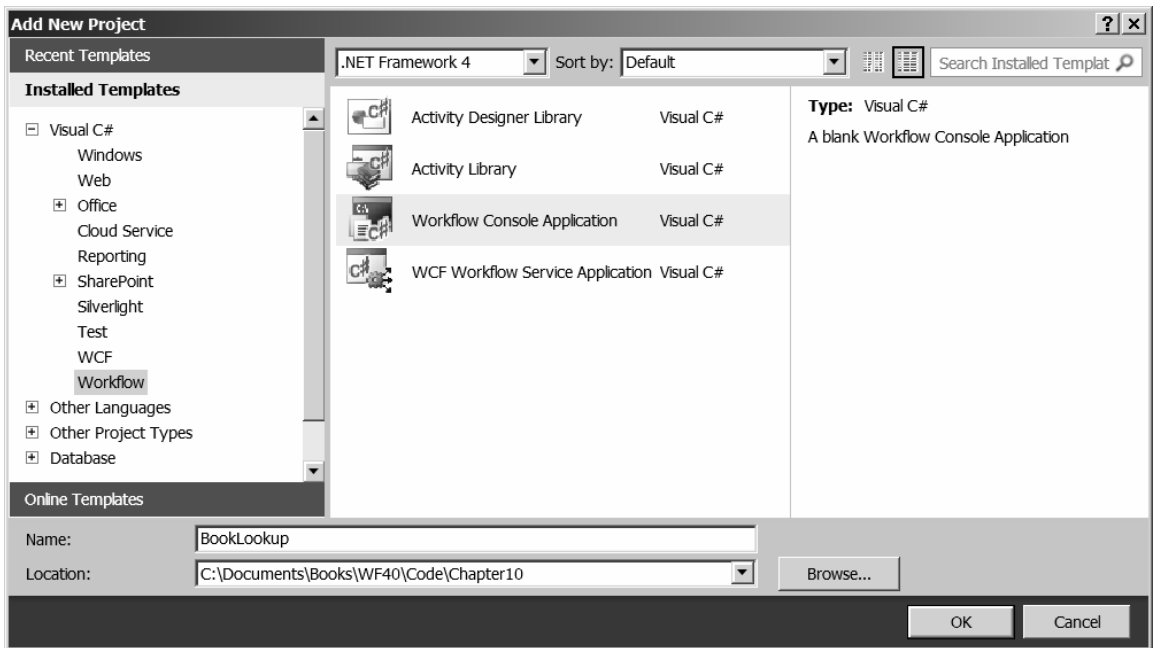 Add New Project
Recent Templates
Installed Templates
Visual C#
Windows
Web
Office
Cloud Service
Reporting
SharePoint
Silverlight
Test
WCF
Workflow
Other Languages
Other Project Types
Database
Online Templates
.NET Framework 4 Sort by: Default Search Installed Templat
Activity Designer Library Visual C#
Activity Library Visual C#
Workflow Console Application Visual C#
WCF Workflow Service Application Visual C#
Type: Visual C#
A blank Workflow Console Application
Name: BookLookup
Location: C:\Documents\Books\WF40\Code\Chapter10 Browse...
OK Cancel